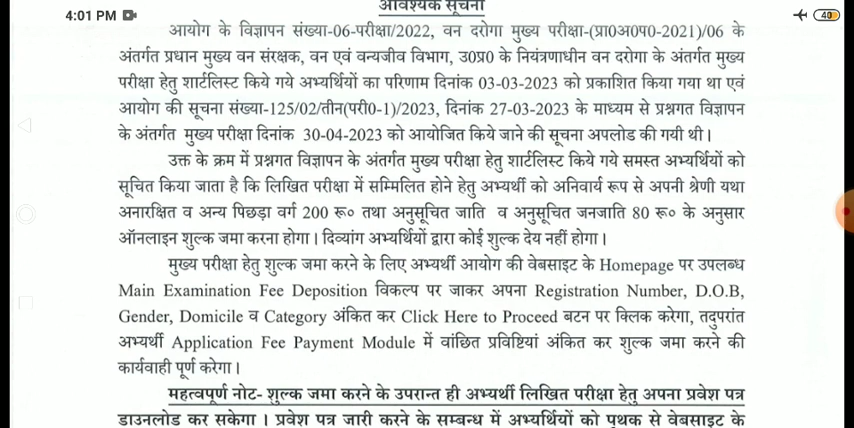 4:01 PM
40
आवश्यक सूचना
आयोग के विज्ञापन संख्या-06-परीक्षा/2022, वन दरोगा मुख्य परीक्षा-(प्रा0अ0प0-2021)/06 के
अंतर्गत प्रधान मुख्य वन संरक्षक, वन एवं वन्यजीव विभाग, उ0प्र0 के नियंत्रणाधीन वन दरोगा के अंतर्गत मुख्य
परीक्षा हेतु शार्टलिस्ट किये गये अभ्यर्थियों का परिणाम दिनांक 03-03-2023 को प्रकाशित किया गया था एवं
आयोग की सूचना संख्या-125/02/तीन(परी0-1)/2023, दिनांक 27-03-2023 के माध्यम से प्रश्नगत विज्ञापन
के अंतर्गत मुख्य परीक्षा दिनांक 30-04-2023 को आयोजित किये जाने की सूचना अपलोड की गयी थी।
उक्त के क्रम में प्रश्नगत विज्ञापन के अंतर्गत मुख्य परीक्षा हेतु शार्टलिस्ट किये गये समस्त अभ्यर्थियों को
सूचित किया जाता है कि लिखित परीक्षा में सम्मिलित होने हेतु अभ्यर्थी को अनिवार्य रूप से अपनी श्रेणी यथा
अनारक्षित व अन्य पिछड़ा वर्ग 200 रू० तथा अनुसूचित जाति व अनुसूचित जनजाति 80 रू० के अनुसार
ऑनलाइन शुल्क जमा करना होगा। दिव्यांग अभ्यर्थियों द्वारा कोई शुल्क देय नहीं होगा।
मुख्य परीक्षा हेतु शुल्क जमा करने के लिए अभ्यर्थी आयोग की वेबसाइट के Homepage पर उपलब्ध
Main Examination Fee Deposition विकल्प पर जाकर अपना Registration Number, D.O.B,
Gender, Domicile व Category अंकित कर Click Here to Proceed बटन पर क्लिक करेगा, तदुपरांत
अभ्यर्थी Application Fee Payment Module में वांछित प्रविष्टियां अंकित कर शुल्क जमा करने की
कार्यवाही पूर्ण करेगा।
महत्वपूर्ण नोट- शुल्क जमा करने के उपरान्त ही अभ्यर्थी लिखित परीक्षा हेतु अपना प्रवेश पत्र
डाउनलोड कर सकेगा। प्रवेश पत्र जारी करने के सम्बन्ध में अभ्यर्थियों को पृथक से वेबसाइट के